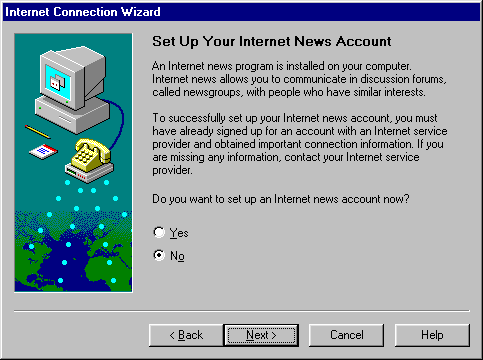 Internet Connection Wizard
Set Up Your Internet News Account
An Internet news program is installed on your computer.
Internet news allows you to communicate in discussion forums,
called newsgroups, with people who have similar interests.
To successfully set up your Internet news account, you must
have already signed up for an account with an Internet service
provider and obtained important connection information. If you
are missing any information, contact your Internet service
provider.
Do you want to set up an Internet news account now?
Yes
No
< Back Next > Cancel Help